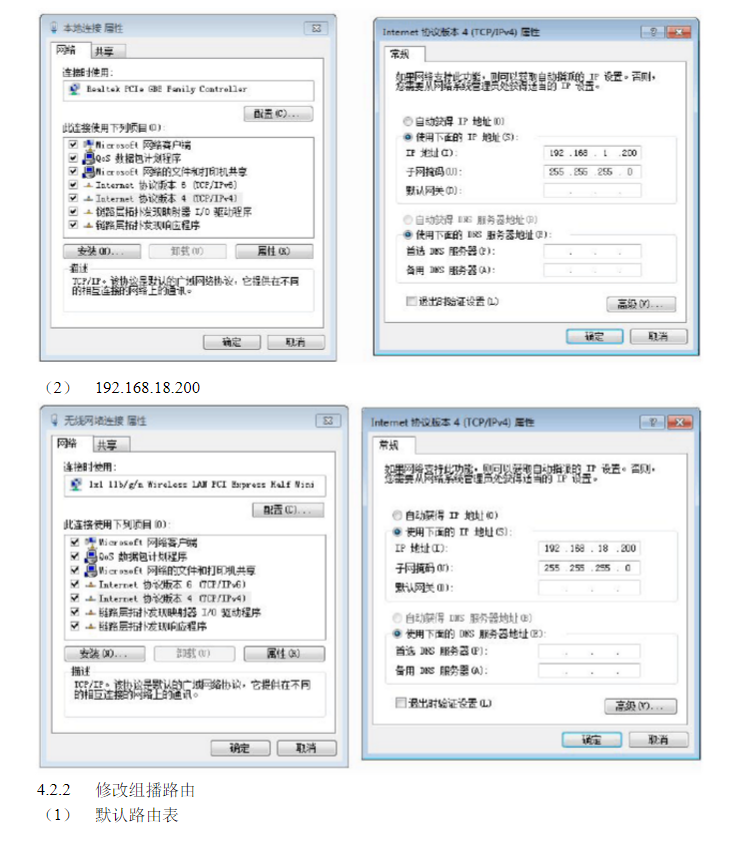 本地连接 属性
网络 共享
连接时使用:
Realtek PCIe GBE Family Controller
配置(C)...
此连接使用下列项目(O):
Microsoft 网络客户端
QoS 数据包计划程序
Microsoft 网络的文件和打印机共享
Internet 协议版本 6 (TCP/IPv6)
Internet 协议版本 4 (TCP/IPv4)
链路层拓扑发现映射器 I/O 驱动程序
链路层拓扑发现响应程序
安装(N)... 卸载(U) 属性(R)
描述
TCP/IP。该协议是默认的广域网络协议，它提供在不同
的相互连接的网络上的通讯。
确定 取消
Internet 协议版本 4 (TCP/IPv4) 属性
常规
如果网络支持此功能，则可以获取自动指派的 IP 设置。否则，
您需要从网络系统管理员处获得适当的 IP 设置。
自动获得 IP 地址(O)
使用下面的 IP 地址(S):
IP 地址(I): 192 .168 . 1 .200
子网掩码(U): 255 .255 .255 . 0
默认网关(D): . . .
自动获得 DNS 服务器地址(B)
使用下面的 DNS 服务器地址(E):
首选 DNS 服务器(P): . . .
备用 DNS 服务器(A): . . .
退出时验证设置(L)
高级(V)...
确定 取消
（2） 192.168.18.200
无线网络连接 属性
网络 共享
连接时使用:
1x1 11b/g/n Wireless LAN PCI Express Half Mini
配置(C)...
此连接使用下列项目(O):
Microsoft 网络客户端
QoS 数据包计划程序
Microsoft 网络的文件和打印机共享
Internet 协议版本 6 (TCP/IPv6)
Internet 协议版本 4 (TCP/IPv4)
链路层拓扑发现映射器 I/O 驱动程序
链路层拓扑发现响应程序
安装(N)... 卸载(U) 属性(R)
描述
TCP/IP。该协议是默认的广域网络协议，它提供在不同
的相互连接的网络上的通讯。
确定 取消
Internet 协议版本 4 (TCP/IPv4) 属性
常规
如果网络支持此功能，则可以获取自动指派的 IP 设置。否则，
您需要从网络系统管理员处获得适当的 IP 设置。
自动获得 IP 地址(O)
使用下面的 IP 地址(S):
IP 地址(I): 192 .168 . 18 .200
子网掩码(U): 255 .255 .255 . 0
默认网关(D): . . .
自动获得 DNS 服务器地址(B)
使用下面的 DNS 服务器地址(E):
首选 DNS 服务器(P): . . .
备用 DNS 服务器(A): . . .
退出时验证设置(L)
高级(V)...
确定 取消
4.2.2 修改组播路由
（1） 默认路由表